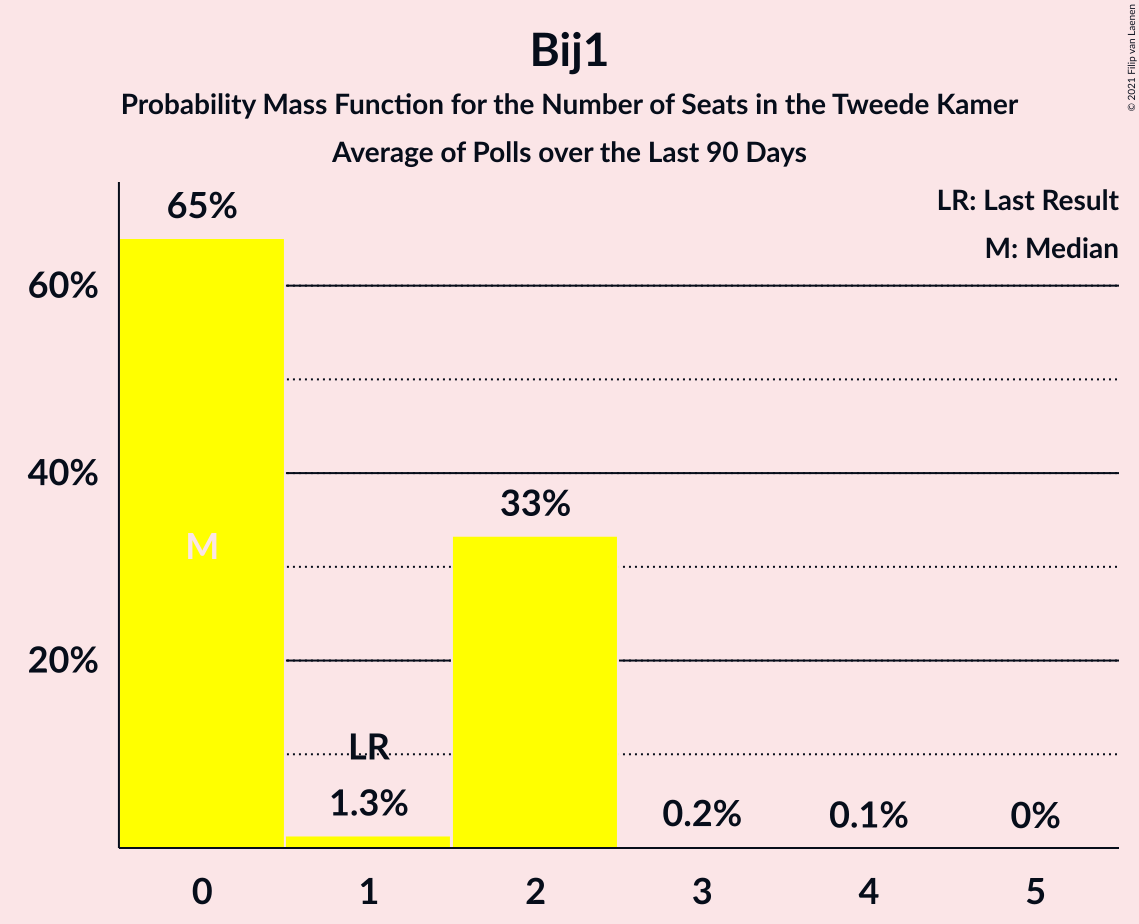 Bij1
Probability Mass Function for the Number of Seats in the Tweede Kamer
Average of Polls over the Last 90 Days
© 2021 Filip van Laenen
LR: Last Result
M: Median
65%
60%
40%
33%
M
20%
LR
1.3%
0.2%
0.1%
0%
0 1 2 3 4 5